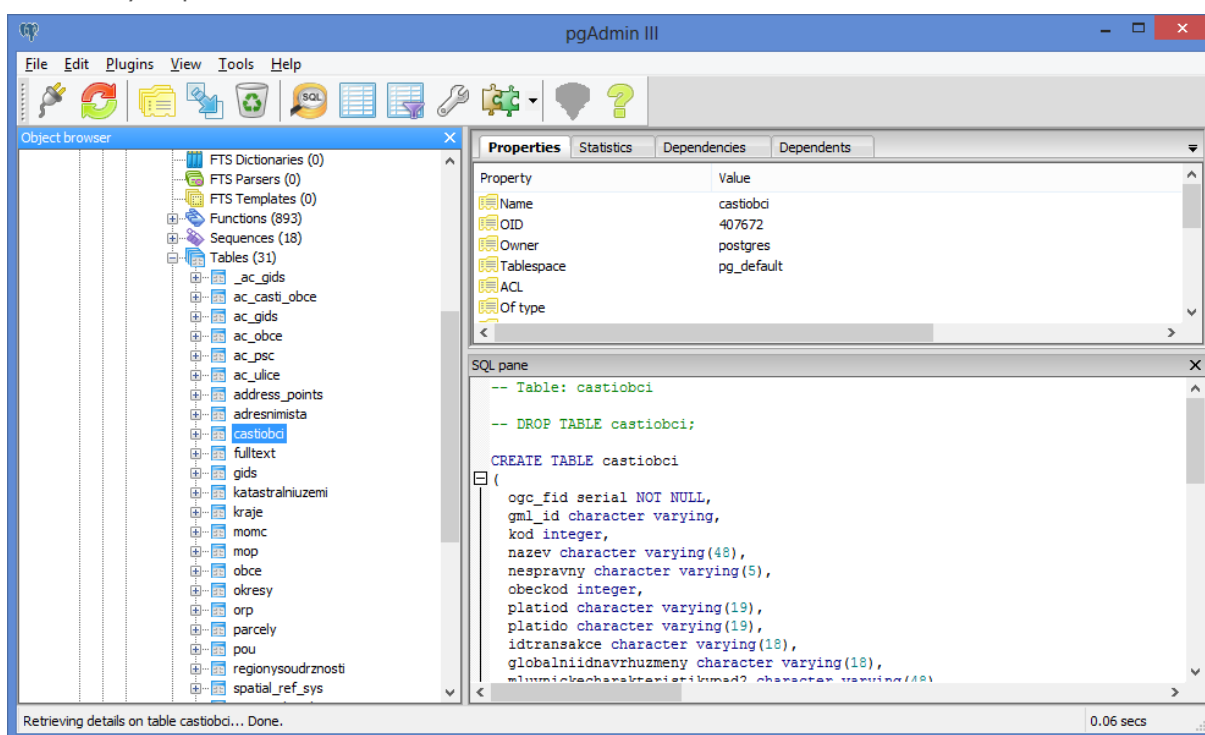 pgAdmin III
File Edit Plugins View Tools Help
SQL
Object browser
FTS Dictionaries (0)
FTS Parsers (0)
FTS Templates (0)
Functions (893)
Sequences (18)
Tables (31)
_ac_gids
ac_casti_obce
ac_gids
ac_obce
ac_psc
ac_ulice
address_points
adresnimista
castiobci
fulltext
gids
katastralniuzemi
kraje
momc
mop
obce
okresy
orp
parcely
pou
regionysoudrznosti
spatial_ref_sys
Properties Statistics Dependencies Dependents
Property Value
Name castiobci
OID 407672
Owner postgres
Tablespace pg_default
ACL
Of type
SQL pane
-- Table: castiobci
-- DROP TABLE castiobci;
CREATE TABLE castiobci
(
ogc_fid serial NOT NULL,
gml_id character varying,
kod integer,
nazev character varying(48),
nespravny character varying(5),
obeckod integer,
platiod character varying(19),
platido character varying(19),
idtransakce character varying(18),
globalniidnavrhuzmeny character varying(18),
mluvnickecharakteristikypad2 character varying(48)
Retrieving details on table castiobci... Done. 0.06 secs